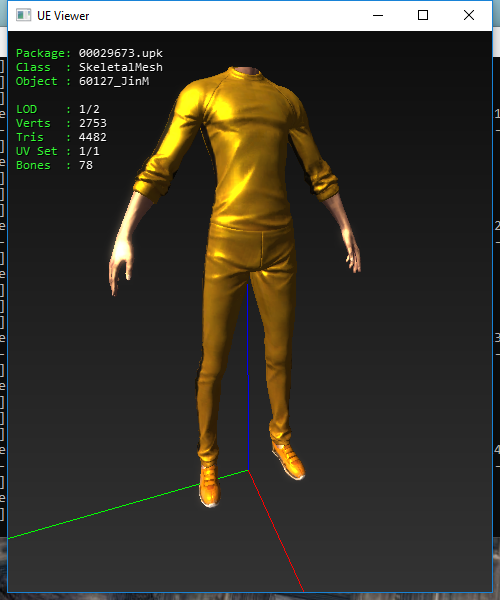 UE Viewer
Package: 00029673.upk
Class : SkeletalMesh
Object : 60127_JinM
LOD : 1/2
Verts : 2753
Tris : 4482
UV Set : 1/1
Bones : 78